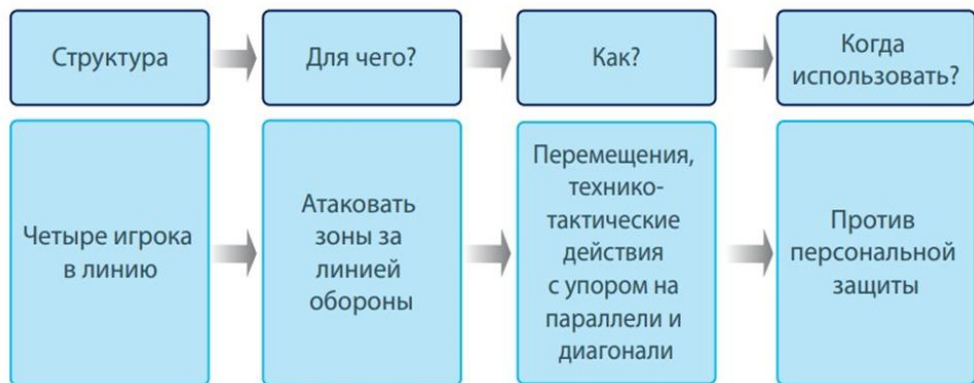 Структура
Для чего?
Как?
Когда
использовать?
Четыре игрока
в линию
Атаковать
зоны за
линией
обороны
Перемещения,
технико-
тактические
действия
с упором на
параллели и
диагонали
Против
персональной
защиты